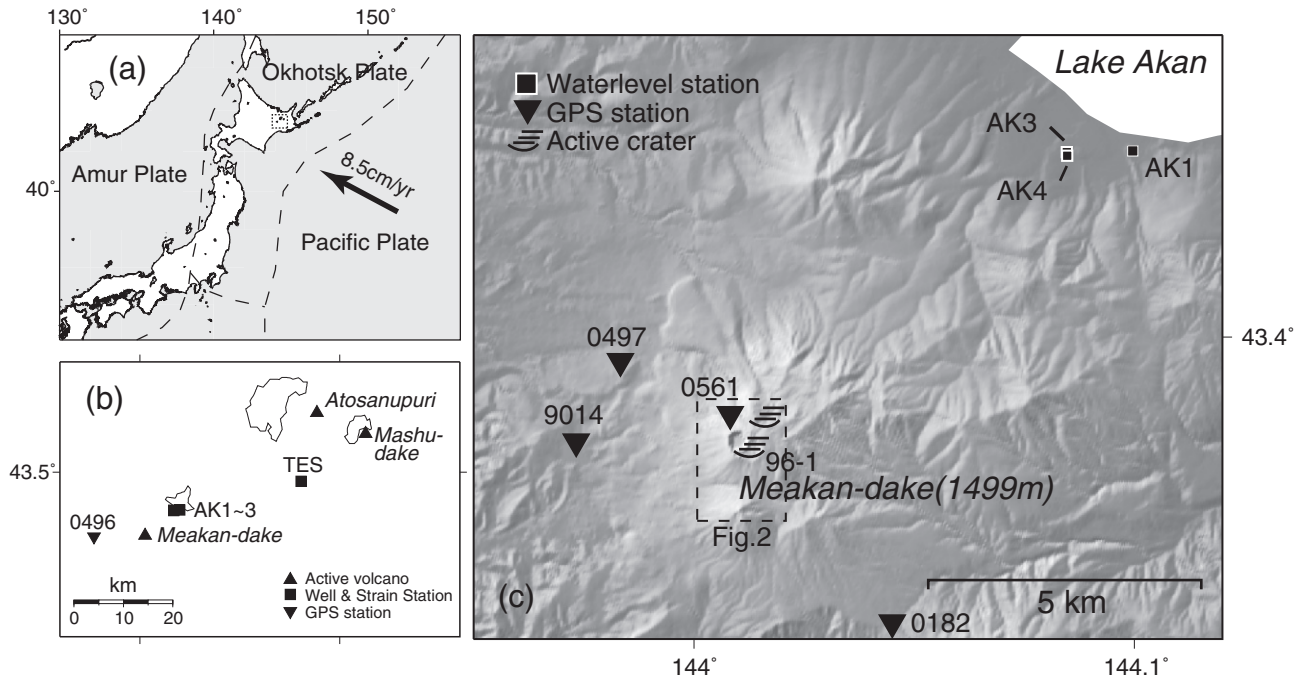 130° 140° 150°
(a)
Okhotsk Plate
Amur Plate
8.5cm/yr
40°
Pacific Plate
(b)
Atosanupuri
Mashu-
dake
TES
43.5°
AK1~3
0496
Meakan-dake
km
0 10 20
Active volcano
Well & Strain Station
GPS station
Lake Akan
Waterlevel station
GPS station
Active crater
AK3
AK4
AK1
0497
43.4°
0561
9014
96-1
Meakan-dake(1499m)
Fig.2
(c)
5 km
0182
144° 144.1°